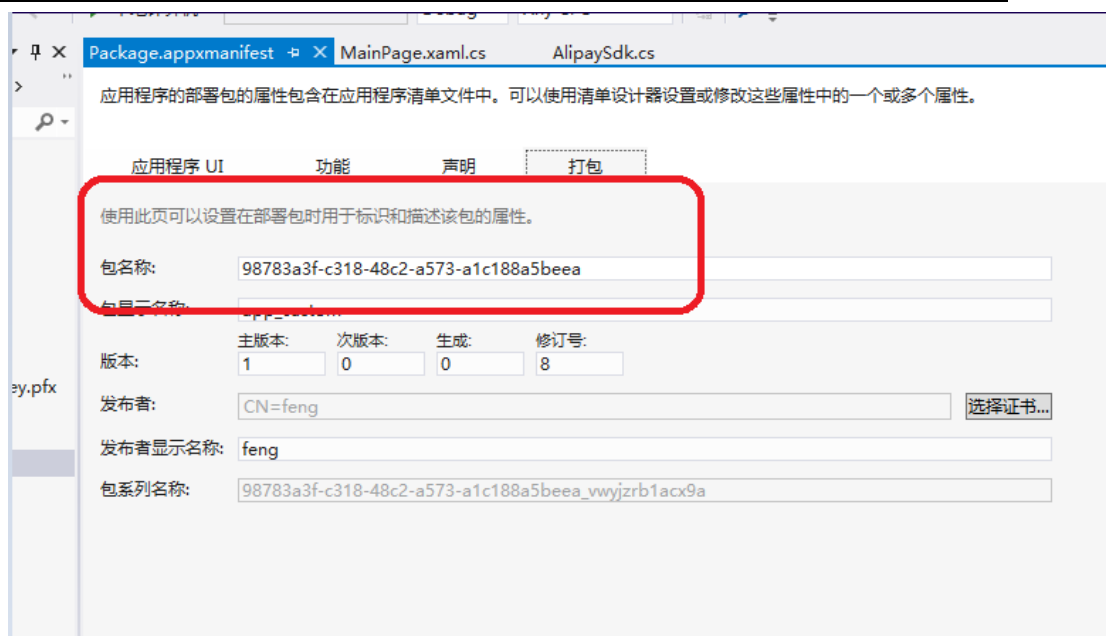 Package.appxmanifest
MainPage.xaml.cs
AlipaySdk.cs
应用程序的部署包的属性包含在应用程序清单文件中。可以使用清单设计器设置或修改这些属性中的一个或多个属性。
应用程序 UI 功能 声明 打包
使用此页可以设置在部署包时用于标识和描述该包的属性。
包名称: 98783a3f-c318-48c2-a573-a1c188a5beea
包显示名称:
主版本: 次版本: 生成: 修订号:
版本: 1 0 0 8
ey.pfx
发布者: CN=feng 选择证书...
发布者显示名称: feng
包系列名称: 98783a3f-c318-48c2-a573-a1c188a5beea_vwyjzrb1acx9a